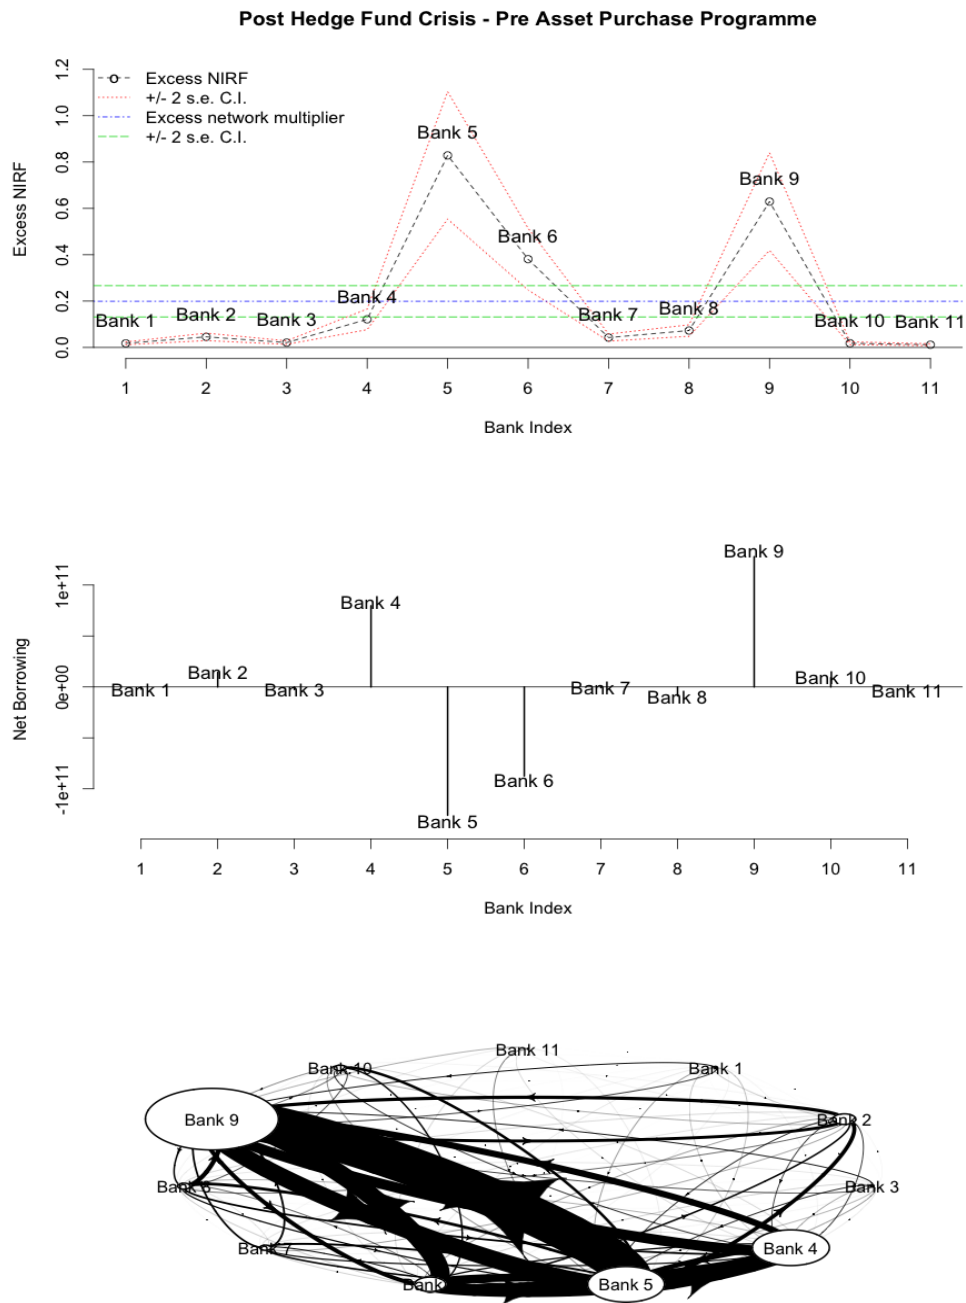 Post Hedge Fund Crisis - Pre Asset Purchase Programme
Excess NIRF
1.2
1.0
0.8
0.6
0.4
0.2
0.0
Excess NIRF
+/- 2 s.e. C.I.
Excess network multiplier
+/- 2 s.e. C.I.
Bank 1
Bank 2
Bank 3
Bank 4
Bank 5
Bank 6
Bank 7
Bank 8
Bank 9
Bank 10
Bank 11
1 2 3 4 5 6 7 8 9 10 11
Bank Index
Net Borrowing
1e+11
0e+00
-1e+11
Bank 1
Bank 2
Bank 3
Bank 4
Bank 5
Bank 6
Bank 7
Bank 8
Bank 9
Bank 10
Bank 11
1 2 3 4 5 6 7 8 9 10 11
Bank Index
Bank 11
Bank 10
Bank 1
Bank 9
Bank 2
Bank 8
Bank 3
Bank 7
Bank 4
Bank
Bank 5